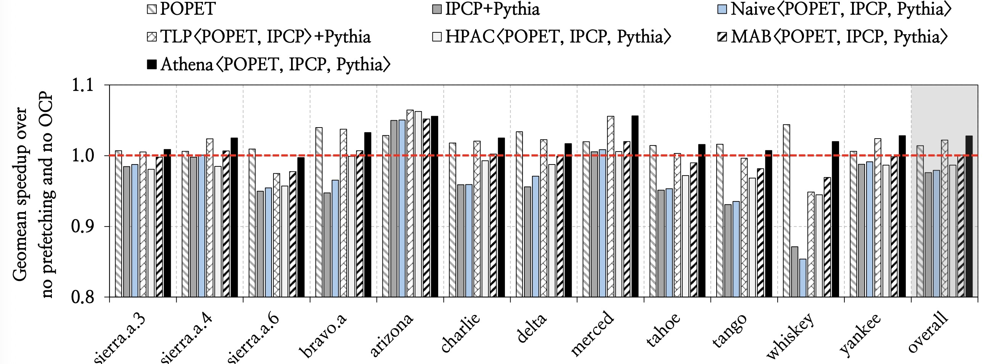 POPET
IPCP+Pythia
Naive⟨POPET, IPCP, Pythia⟩
TLP⟨POPET, IPCP⟩+Pythia
HPAC⟨POPET, IPCP, Pythia⟩
MAB⟨POPET, IPCP, Pythia⟩
Athena⟨POPET, IPCP, Pythia⟩
Geomean speedup over
no prefetching and no OCP
1.1
1.0
0.9
0.8
sierra.a.3
sierra.a.4
sierra.a.6
bravo.a
arizona
charlie
delta
merced
tahoe
tango
whiskey
yankee
overall